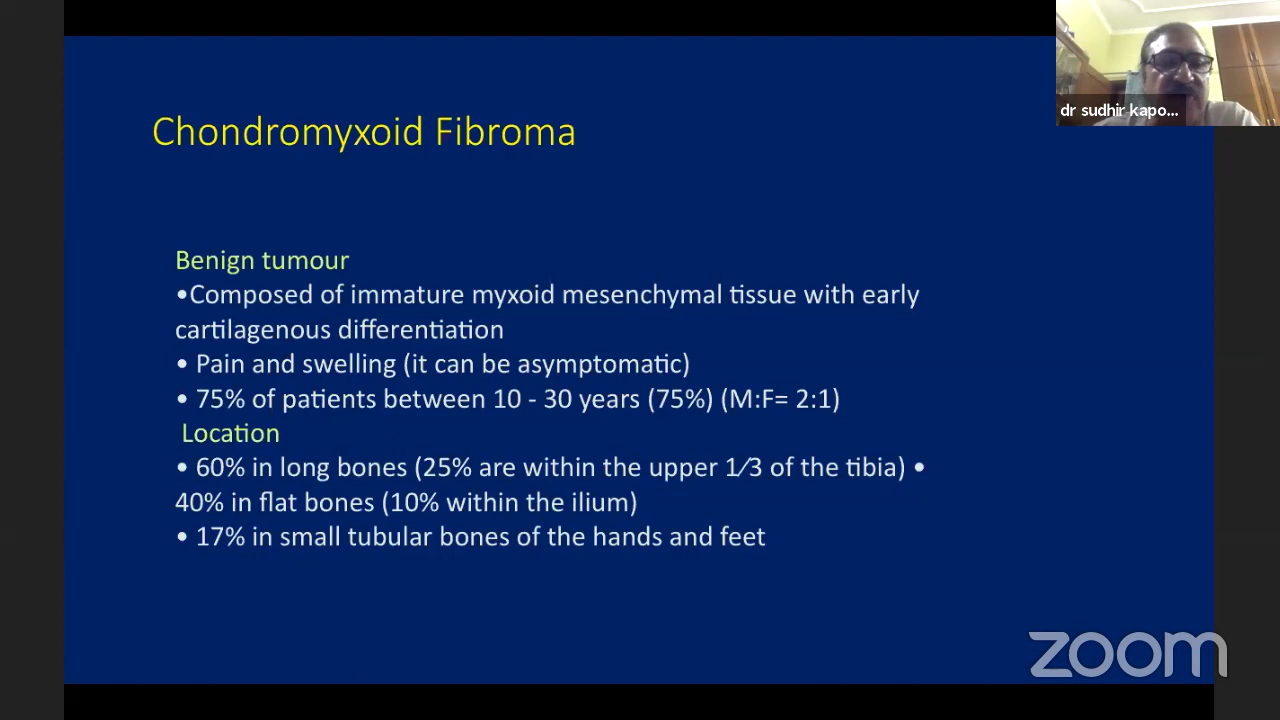 dr sudhir kapo...
Chondromyxoid Fibroma
Benign tumour
•Composed of immature myxoid mesenchymal tissue with early
cartilagenous differentiation
• Pain and swelling (it can be asymptomatic)
• 75% of patients between 10 - 30 years (75%) (M:F= 2:1)
Location
• 60% in long bones (25% are within the upper 1⁄3 of the tibia) •
40% in flat bones (10% within the ilium)
• 17% in small tubular bones of the hands and feet
zoom